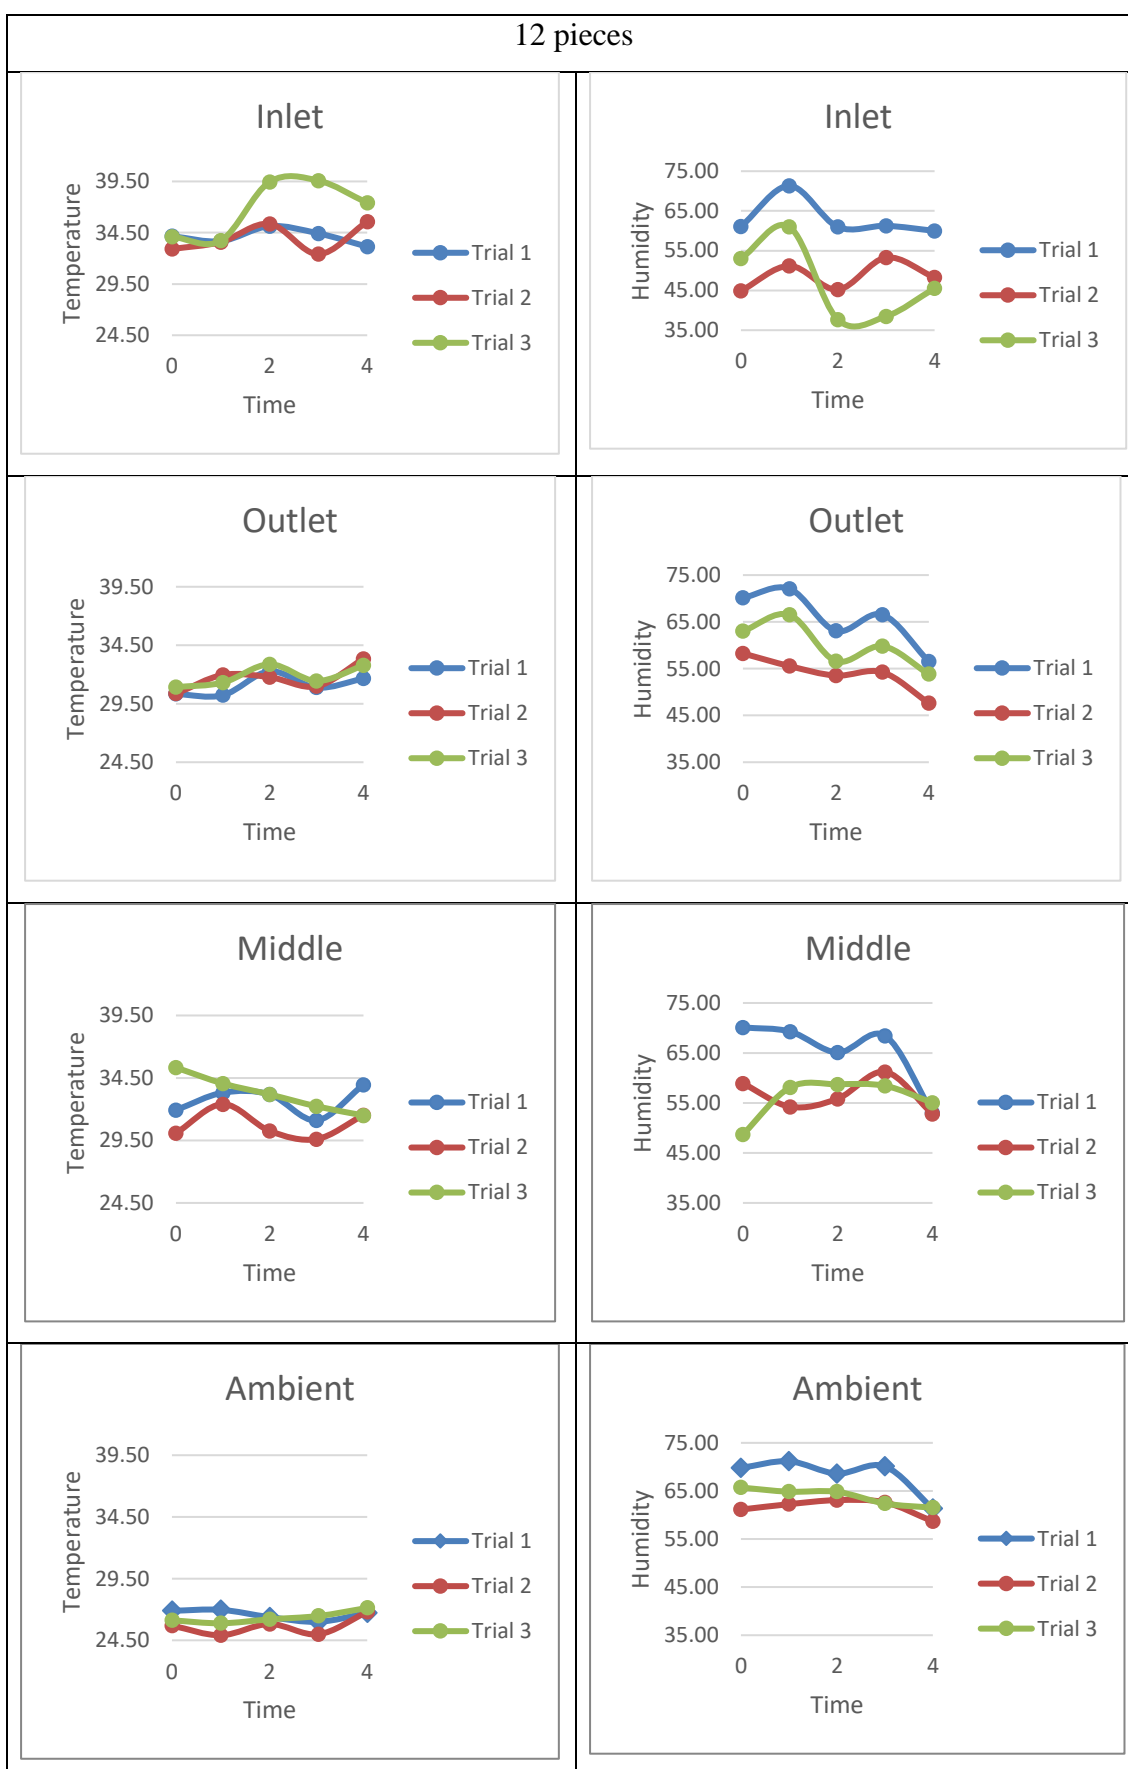 12 pieces
Inlet
Temperature
39.50
34.50
29.50
24.50
0 2 4
Time
Trial 1
Trial 2
Trial 3
Inlet
Humidity
75.00
65.00
55.00
45.00
35.00
0 2 4
Time
Trial 1
Trial 2
Trial 3
Outlet
Temperature
39.50
34.50
29.50
24.50
0 2 4
Time
Trial 1
Trial 2
Trial 3
Outlet
Humidity
75.00
65.00
55.00
45.00
35.00
0 2 4
Time
Trial 1
Trial 2
Trial 3
Middle
Temperature
39.50
34.50
29.50
24.50
0 2 4
Time
Trial 1
Trial 2
Trial 3
Middle
Humidity
75.00
65.00
55.00
45.00
35.00
0 2 4
Time
Trial 1
Trial 2
Trial 3
Ambient
Temperature
39.50
34.50
29.50
24.50
0 2 4
Time
Trial 1
Trial 2
Trial 3
Ambient
Humidity
75.00
65.00
55.00
45.00
35.00
0 2 4
Time
Trial 1
Trial 2
Trial 3